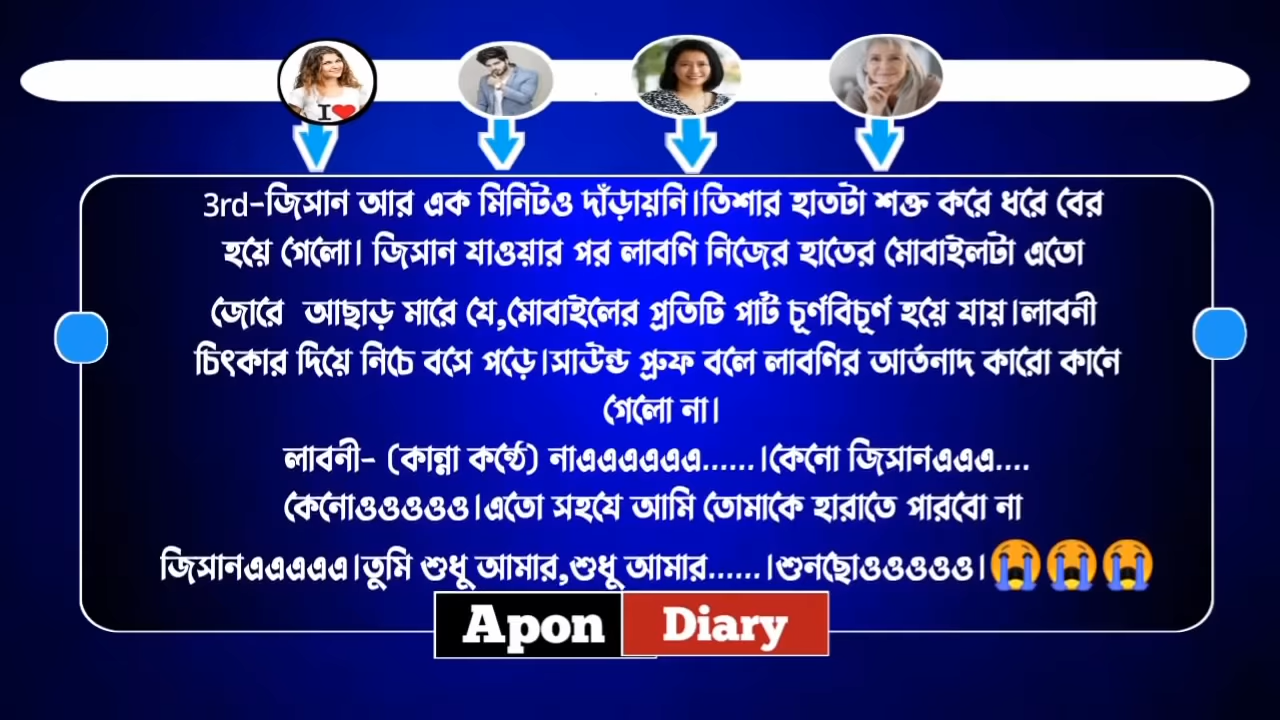 I❤
3rd-জিসান আর এক মিনিটও দাঁড়ায়নি।তিশার হাতটা শক্ত করে ধরে বের
হয়ে গেলো। জিসান যাওয়ার পর লাবণি নিজের হাতের মোবাইলটা এতো
জোরে আছাড় মারে যে,মোবাইলের প্রতিটি পার্ট চূর্ণবিচূর্ণ হয়ে যায়।লাবনী
চিৎকার দিয়ে নিচে বসে পড়ে।সাউন্ড প্রুফ বলে লাবণির আর্তনাদ কারো কানে
গেলো না।
লাবনী- (কান্না কন্ঠে) নাএএএএএএ......।কেনো জিসানএএএ....
কেনোওওওওও।এতো সহযে আমি তোমাকে হারাতে পারবো না
জিসানএএএএএ।তুমি শুধু আমার,শুধু আমার......।শুনছোওওওওও।😭😭😭
Apon Diary